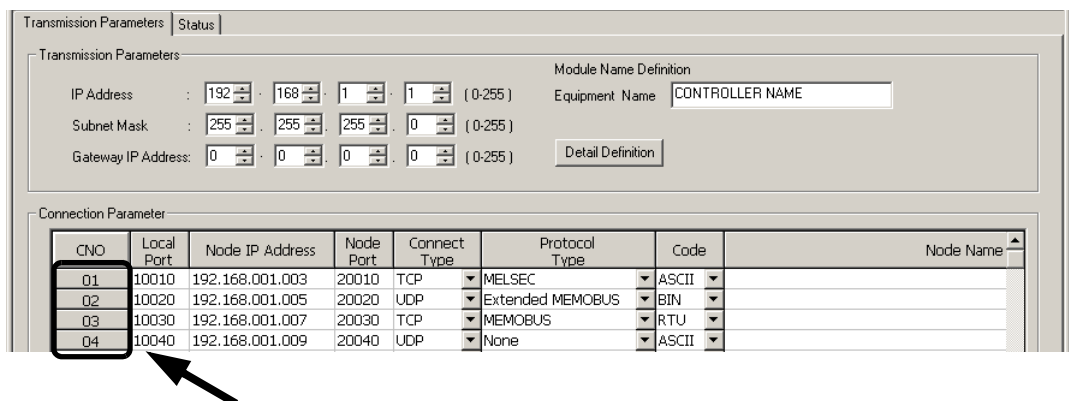 Transmission Parameters Status
Transmission Parameters
Module Name Definition
IP Address : 192 . 168 . 1 . 1 ( 0-255 ) Equipment Name CONTROLLER NAME
Subnet Mask : 255 . 255 . 255 . 0 ( 0-255 )
Gateway IP Address: 0 . 0 . 0 . 0 ( 0-255 ) Detail Definition
Connection Parameter
CNO Local Port Node IP Address Node Port Connect Type Protocol Type Code Node Name
01 10010 192.168.001.003 20010 TCP MELSEC ASCII
02 10020 192.168.001.005 20020 UDP Extended MEMOBUS BIN
03 10030 192.168.001.007 20030 TCP MEMOBUS RTU
04 10040 192.168.001.009 20040 UDP None ASCII